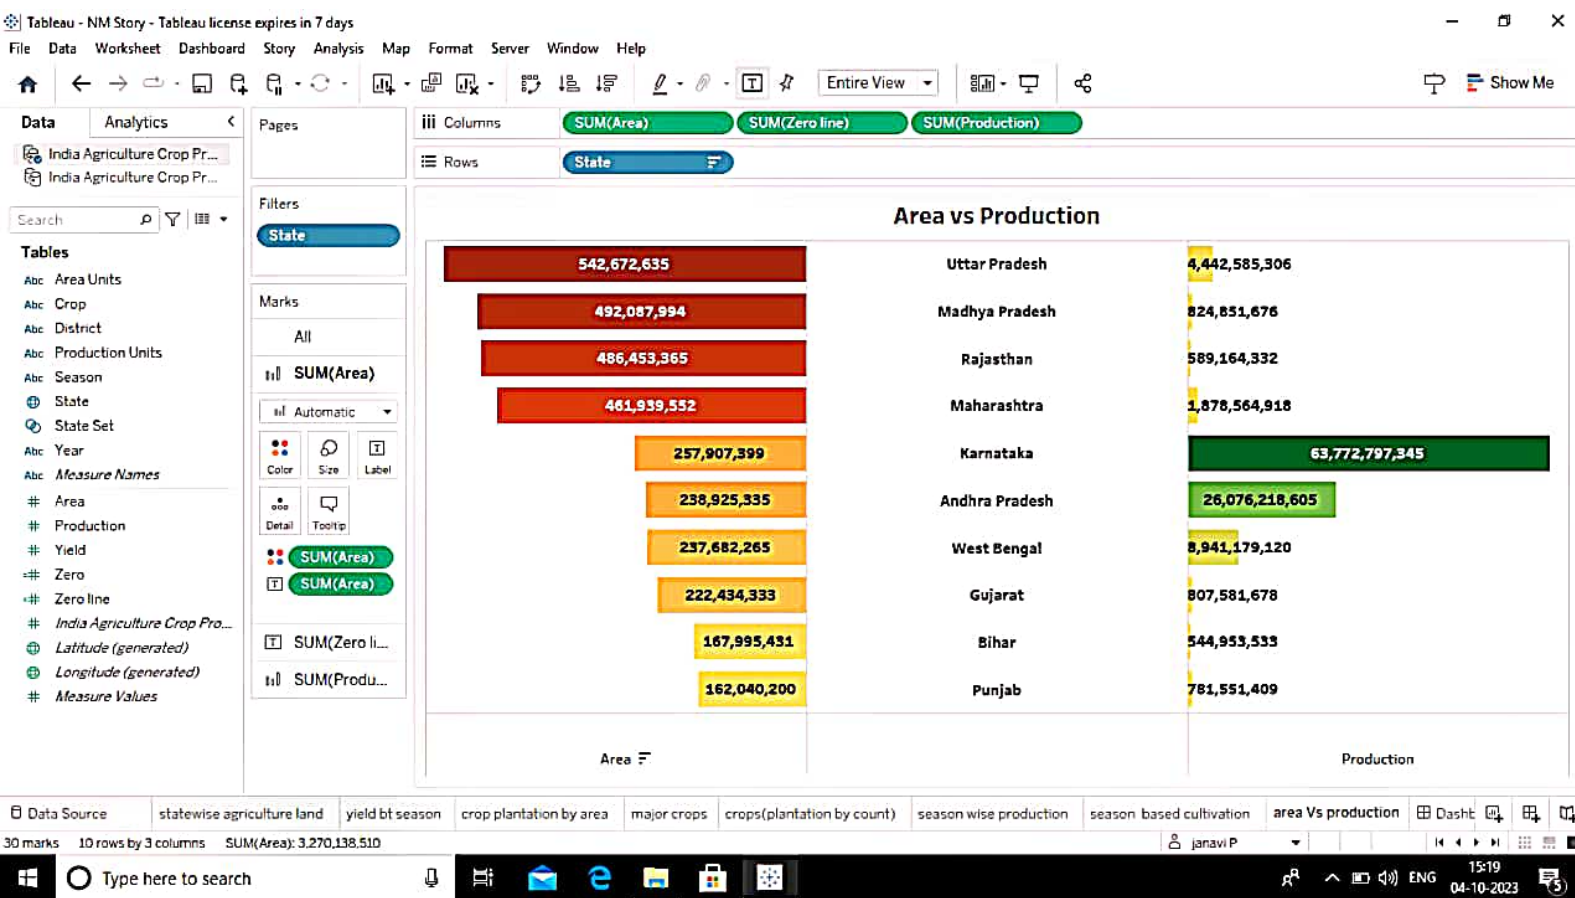 Tableau - NM Story - Tableau license expires in 7 days
File Data Worksheet Dashboard Story Analysis Map Format Server Window Help
Entire View
Show Me
Data Analytics
Pages
Columns SUM(Area) SUM(Zero line) SUM(Production)
India Agriculture Crop Pr...
Rows State
India Agriculture Crop Pr...
Filters
Search
State
Area vs Production
Tables
Abc Area Units
Abc Crop
Abc District
Abc Production Units
Abc Season
State
State Set
Abc Year
Abc Measure Names
# Area
# Production
# Yield
=# Zero
=# Zero line
# India Agriculture Crop Pro...
Latitude (generated)
Longitude (generated)
# Measure Values
Marks
All
SUM(Area)
Automatic
Color Size Label
Detail Tooltip
SUM(Area)
SUM(Area)
SUM(Zero li...
SUM(Produ...
542,672,635 Uttar Pradesh 4,442,585,306
492,087,994 Madhya Pradesh 824,851,676
486,453,365 Rajasthan 589,164,332
461,939,552 Maharashtra 1,878,564,918
257,907,399 Karnataka 63,772,797,345
238,925,335 Andhra Pradesh 26,076,218,605
237,682,265 West Bengal 8,941,179,120
222,434,333 Gujarat 807,581,678
167,995,431 Bihar 544,953,533
162,040,200 Punjab 781,551,409
Area Production
Data Source statewise agriculture land yield bt season crop plantation by area major crops crops(plantation by count) season wise production season based cultivation area Vs production Dashb
30 marks 10 rows by 3 columns SUM(Area): 3,270,138,510 janavi P
Type here to search
ENG
15:19
04-10-2023
5